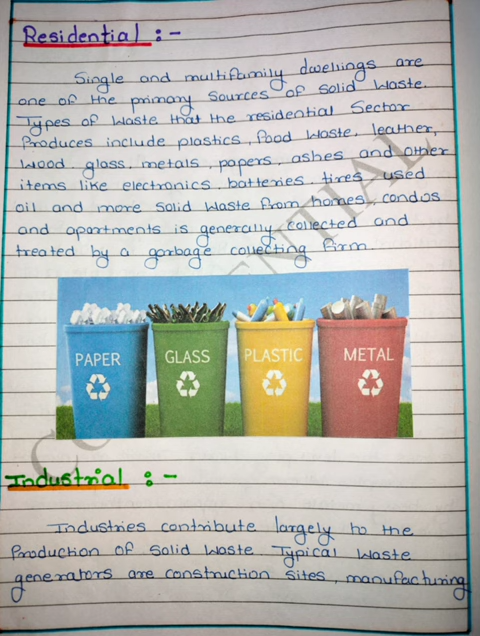 Residential :-
Single and multifamily dwellings are
one of the primary sources of solid waste.
Types of waste that the residential Sector
Produces include plastics, food waste, leather,
wood, glass, metals, papers, ashes and other
items like electronics, batteries, tires, used
oil and more solid waste from homes, condos
and apartments is generally collected and
treated by a garbage collecting firm.
PAPER GLASS PLASTIC METAL
Industrial :-
Industries contribute largely to the
Production of Solid Waste. Typical waste
generators are construction sites, manufacturing